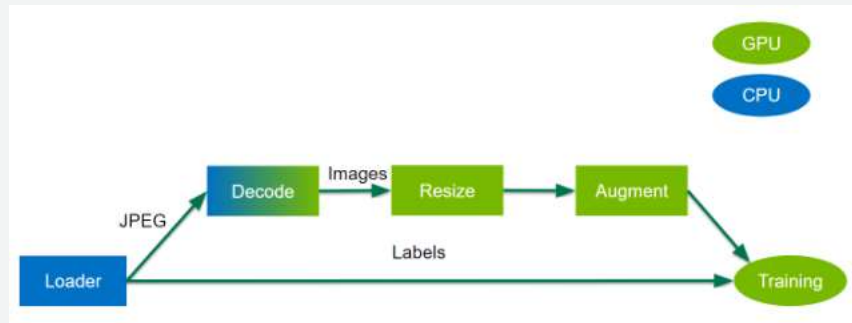 GPU
CPU
Images
Decode
Resize
Augment
JPEG
Labels
Loader
Training